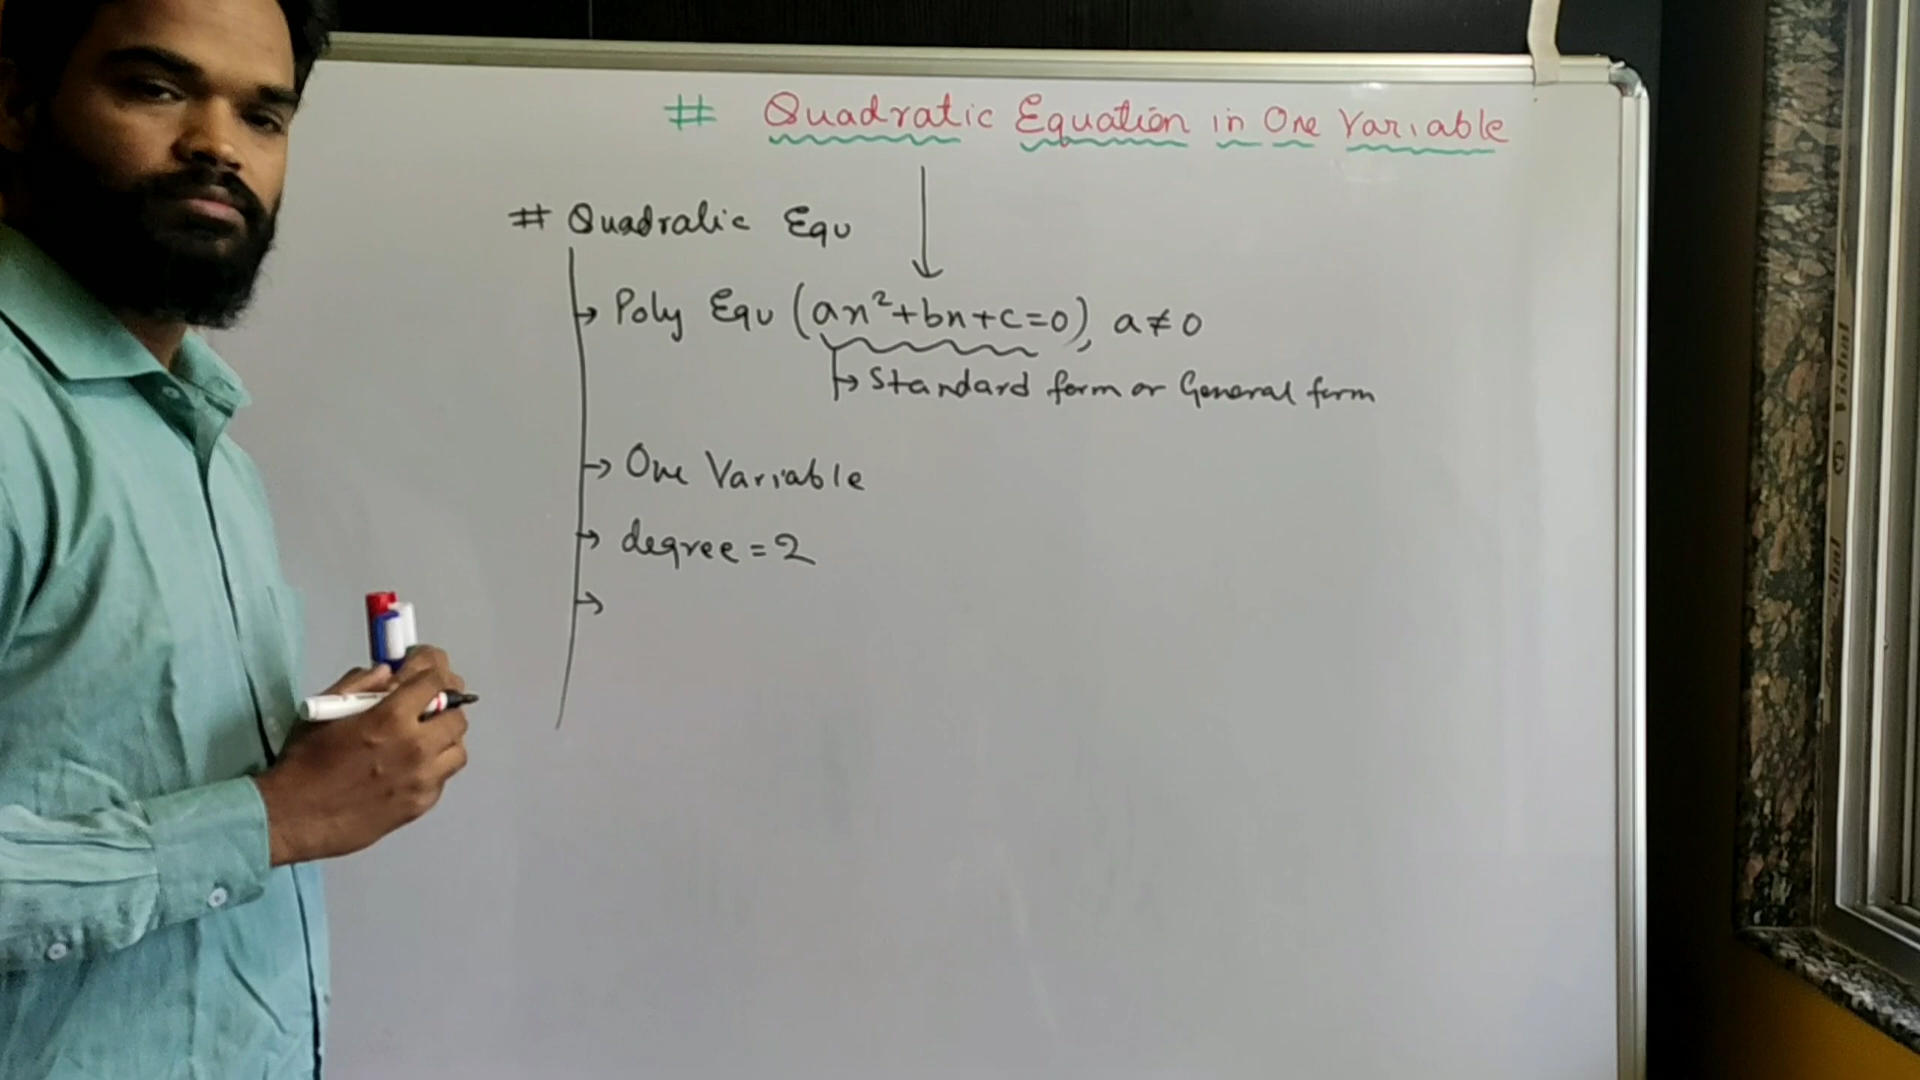 # Quadratic Equation in One Variable
# Quadratic Equ
→ Poly Equ (ax²+bx+c=0), a≠0
→ Standard form or General form
→ One Variable
→ degree = 2
→